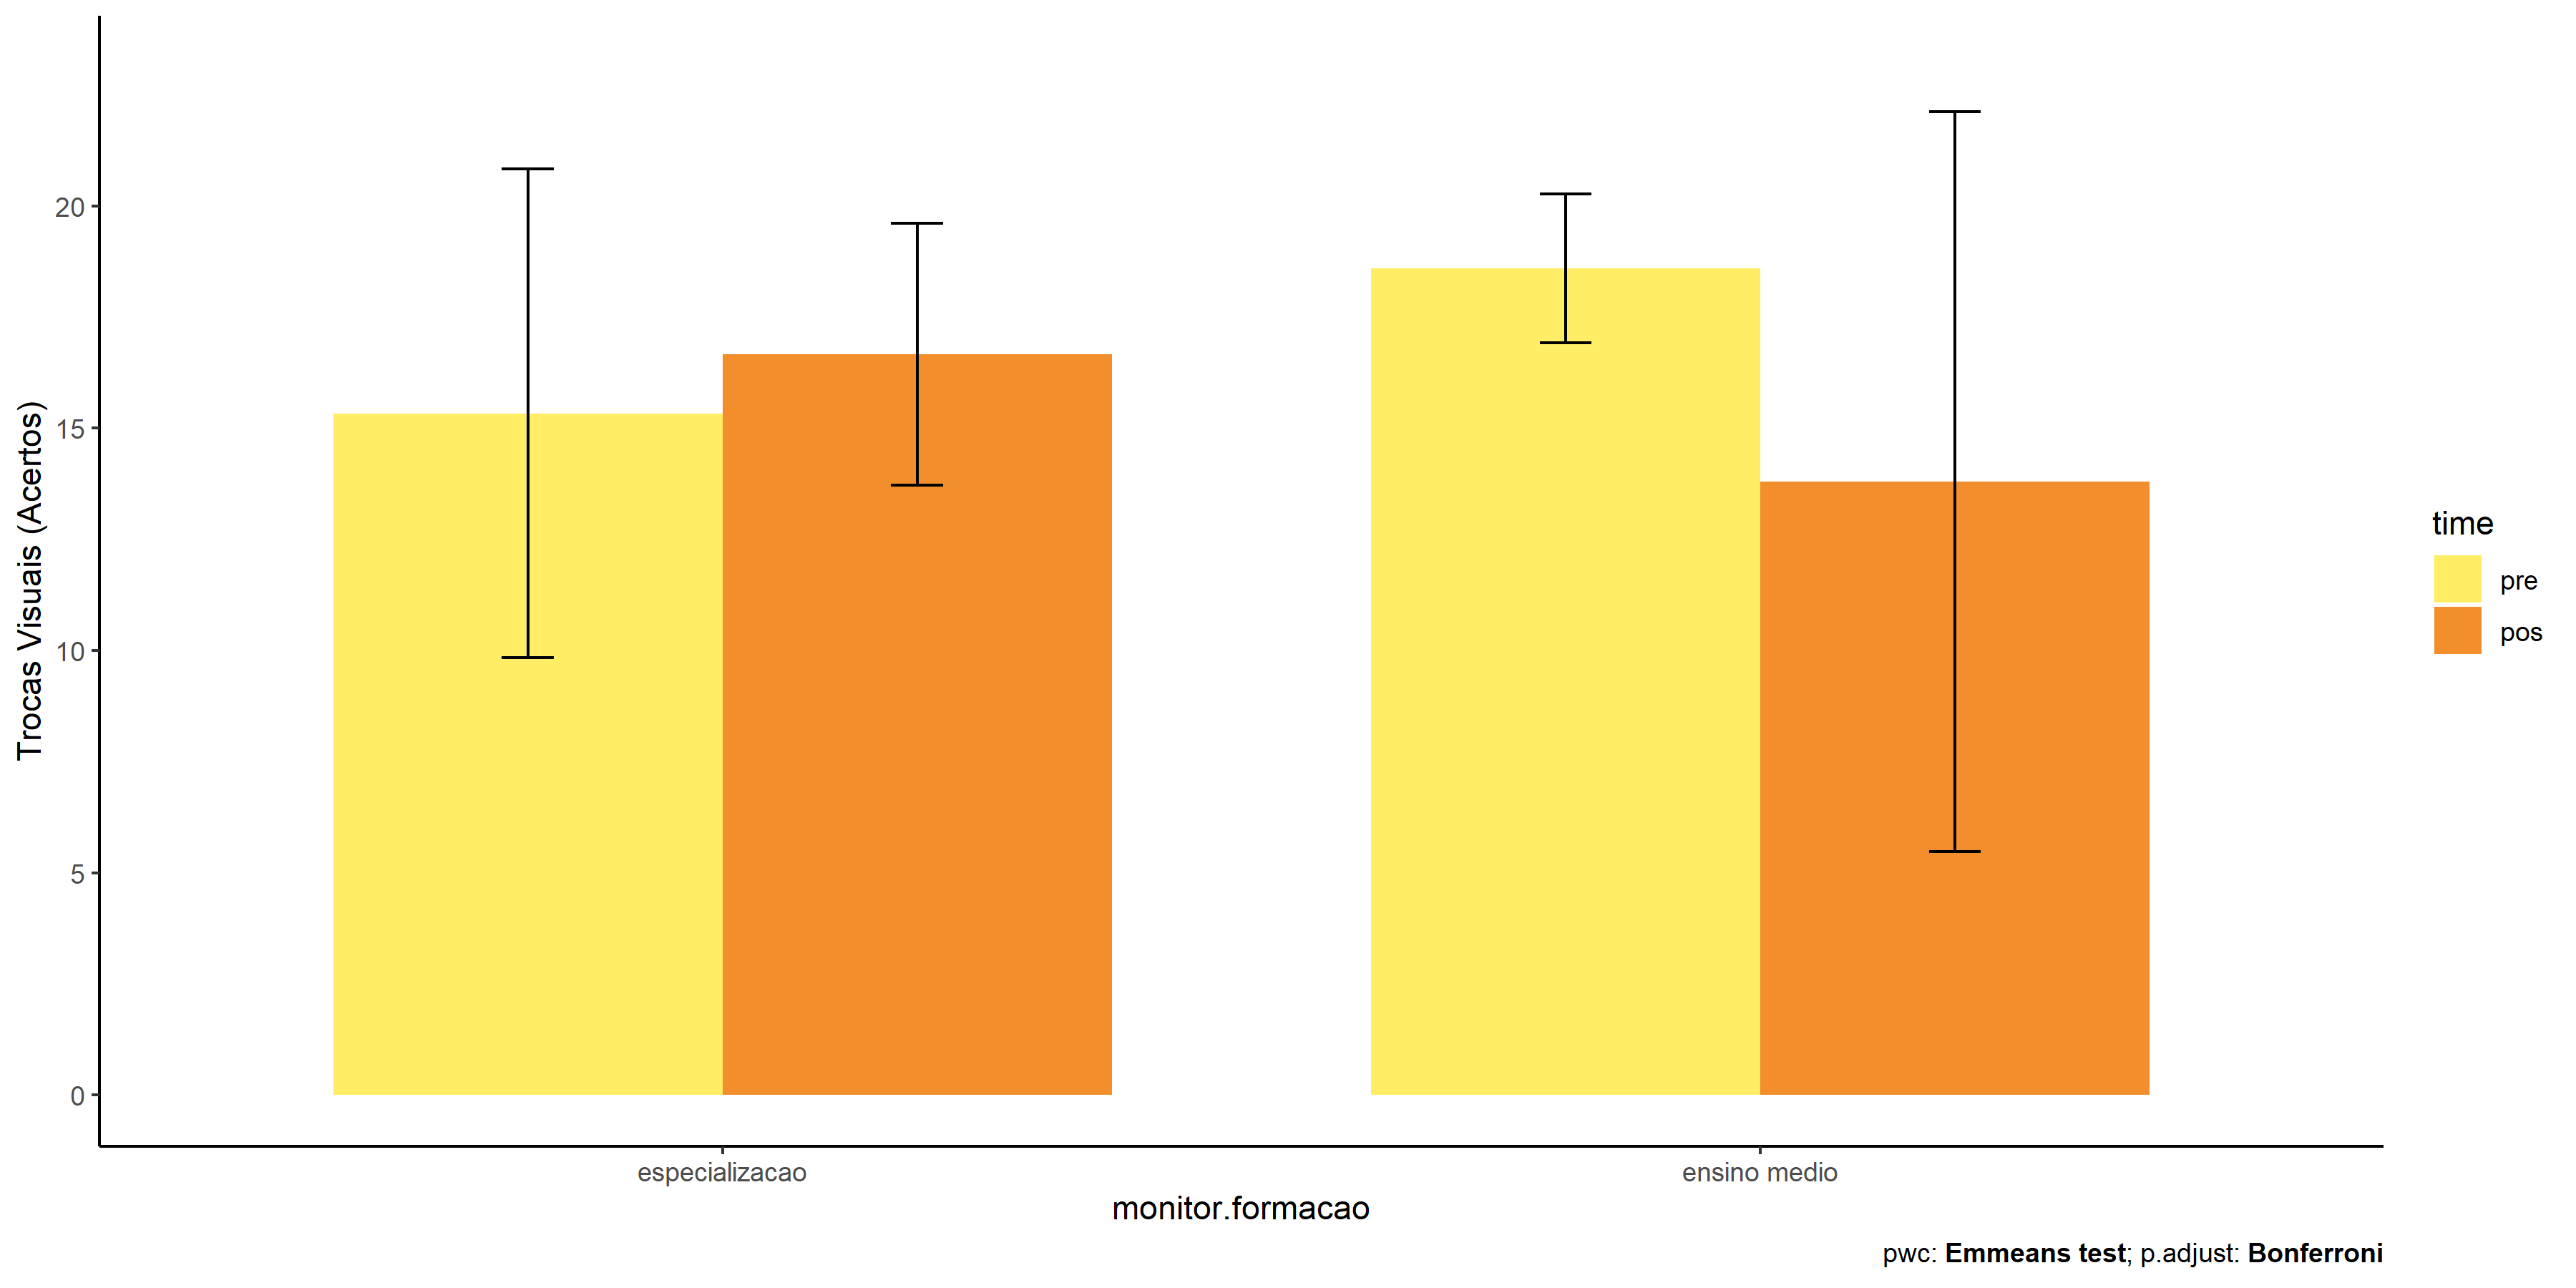 Trocas Visuais (Acertos)
20
15
10
5
0
especializacao
ensino medio
monitor.formacao
time
pre
pos
pwc: Emmeans test; p.adjust: Bonferroni